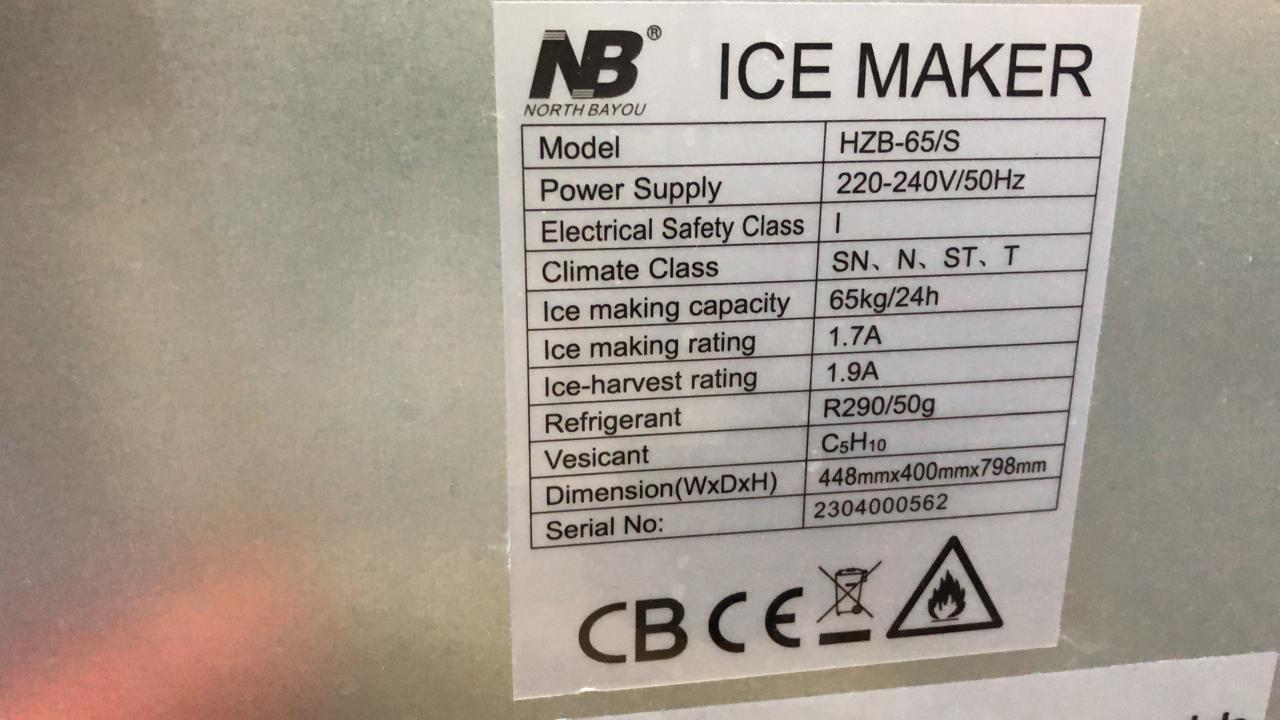 NB® ICE MAKER
NORTH BAYOU
Model HZB-65/S
Power Supply 220-240V/50Hz
Electrical Safety Class I
Climate Class SN、N、ST、T
Ice making capacity 65kg/24h
Ice making rating 1.7A
Ice-harvest rating 1.9A
Refrigerant R290/50g
Vesicant C₅H₁₀
Dimension(WxDxH) 448mmx400mmx798mm
Serial No: 2304000562
CB CE